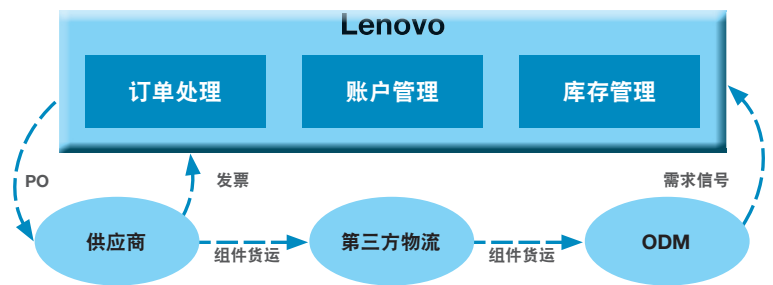 Lenovo
订单处理
账户管理
库存管理
PO
发票
需求信号
供应商
组件货运
第三方物流
组件货运
ODM